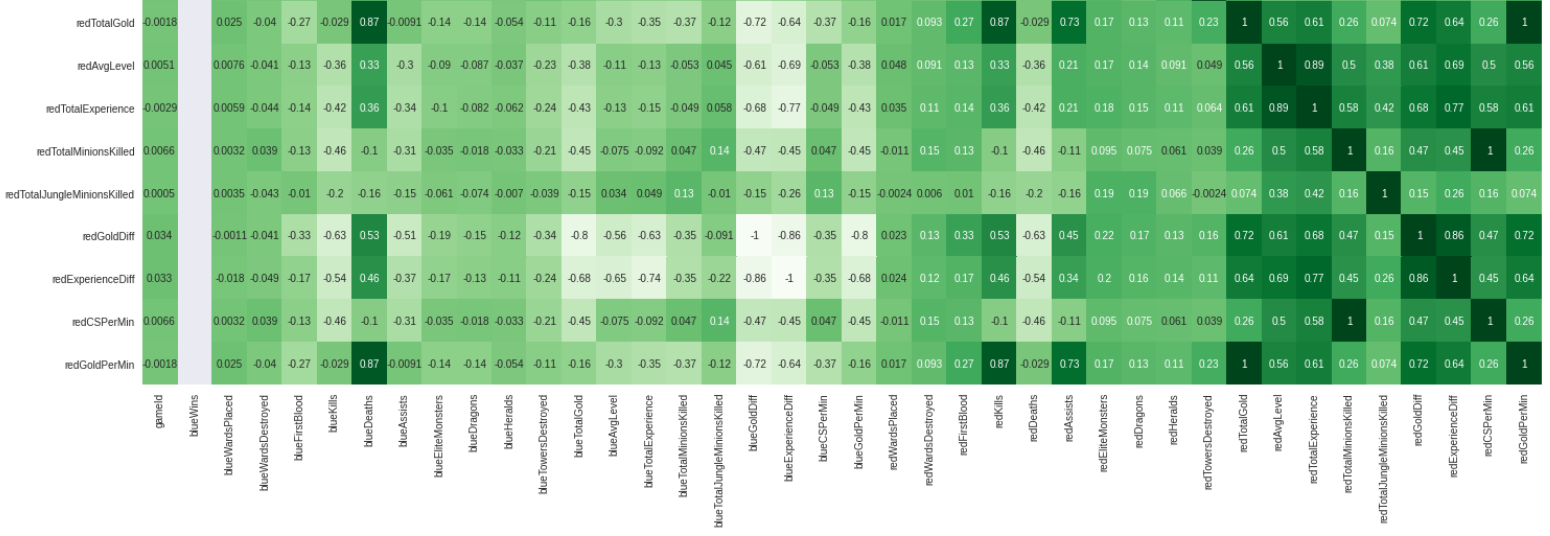 redTotalGold -0.0018 0.025 -0.04 -0.27 -0.029 0.87 -0.0091 -0.14 -0.14 -0.054 -0.11 -0.16 -0.3 -0.35 -0.37 -0.12 -0.72 -0.64 -0.37 -0.16 0.017 0.093 0.27 0.87 -0.029 0.73 0.17 0.13 0.11 0.23 1 0.56 0.61 0.26 0.074 0.72 0.64 0.26 1
redAvgLevel 0.0051 0.0076 -0.041 -0.13 -0.36 0.33 -0.3 -0.09 -0.087 -0.037 -0.23 -0.38 -0.11 -0.13 -0.053 0.045 -0.61 -0.69 -0.053 -0.38 0.048 0.091 0.13 0.33 -0.36 0.21 0.17 0.14 0.091 0.049 0.56 1 0.89 0.5 0.38 0.61 0.69 0.5 0.56
redTotalExperience -0.0029 0.0059 -0.044 -0.14 -0.42 0.36 -0.34 -0.1 -0.082 -0.062 -0.24 -0.43 -0.13 -0.15 -0.049 0.058 -0.68 -0.77 -0.049 -0.43 0.035 0.11 0.14 0.36 -0.42 0.21 0.18 0.15 0.11 0.064 0.61 0.89 1 0.58 0.42 0.68 0.77 0.58 0.61
redTotalMinionsKilled 0.0066 0.0032 0.039 -0.13 -0.46 -0.1 -0.31 -0.035 -0.018 -0.033 -0.21 -0.45 -0.075 -0.092 0.047 0.14 -0.47 -0.45 0.047 -0.45 -0.011 0.15 0.13 -0.1 -0.46 -0.11 0.095 0.075 0.061 0.039 0.26 0.5 0.58 1 0.16 0.47 0.45 1 0.26
redTotalJungleMinionsKilled 0.0005 0.0035 -0.043 -0.01 -0.2 -0.16 -0.15 -0.061 -0.074 -0.007 -0.039 -0.15 0.034 0.049 0.13 -0.01 -0.15 -0.26 0.13 -0.15 -0.0024 0.006 0.01 -0.16 -0.2 -0.16 0.19 0.19 0.066 -0.0024 0.074 0.38 0.42 0.16 1 0.15 0.26 0.16 0.074
redGoldDiff 0.034 -0.0011 -0.041 -0.33 -0.63 0.53 -0.51 -0.19 -0.15 -0.12 -0.34 -0.8 -0.56 -0.63 -0.35 -0.091 -1 -0.86 -0.35 -0.8 0.023 0.13 0.33 0.53 -0.63 0.45 0.22 0.17 0.13 0.16 0.72 0.61 0.68 0.47 0.15 1 0.86 0.47 0.72
redExperienceDiff 0.033 -0.018 -0.049 -0.17 -0.54 0.46 -0.37 -0.17 -0.13 -0.11 -0.24 -0.68 -0.65 -0.74 -0.35 -0.22 -0.86 -1 -0.35 -0.68 0.024 0.12 0.17 0.46 -0.54 0.34 0.2 0.16 0.14 0.11 0.64 0.69 0.77 0.45 0.26 0.86 1 0.45 0.64
redCSPerMin 0.0066 0.0032 0.039 -0.13 -0.46 -0.1 -0.31 -0.035 -0.018 -0.033 -0.21 -0.45 -0.075 -0.092 0.047 0.14 -0.47 -0.45 0.047 -0.45 -0.011 0.15 0.13 -0.1 -0.46 -0.11 0.095 0.075 0.061 0.039 0.26 0.5 0.58 1 0.16 0.47 0.45 1 0.26
redGoldPerMin -0.0018 0.025 -0.04 -0.27 -0.029 0.87 -0.0091 -0.14 -0.14 -0.054 -0.11 -0.16 -0.3 -0.35 -0.37 -0.12 -0.72 -0.64 -0.37 -0.16 0.017 0.093 0.27 0.87 -0.029 0.73 0.17 0.13 0.11 0.23 1 0.56 0.61 0.26 0.074 0.72 0.64 0.26 1
gameId
blueWins
blueWardsPlaced
blueWardsDestroyed
blueFirstBlood
blueKills
blueDeaths
blueAssists
blueEliteMonsters
blueDragons
blueHeralds
blueTowersDestroyed
blueTotalGold
blueAvgLevel
blueTotalExperience
blueTotalMinionsKilled
blueTotalJungleMinionsKilled
blueGoldDiff
blueExperienceDiff
blueCSPerMin
blueGoldPerMin
redWardsPlaced
redWardsDestroyed
redFirstBlood
redKills
redDeaths
redAssists
redEliteMonsters
redDragons
redHeralds
redTowersDestroyed
redTotalGold
redAvgLevel
redTotalExperience
redTotalMinionsKilled
redTotalJungleMinionsKilled
redGoldDiff
redExperienceDiff
redCSPerMin
redGoldPerMin